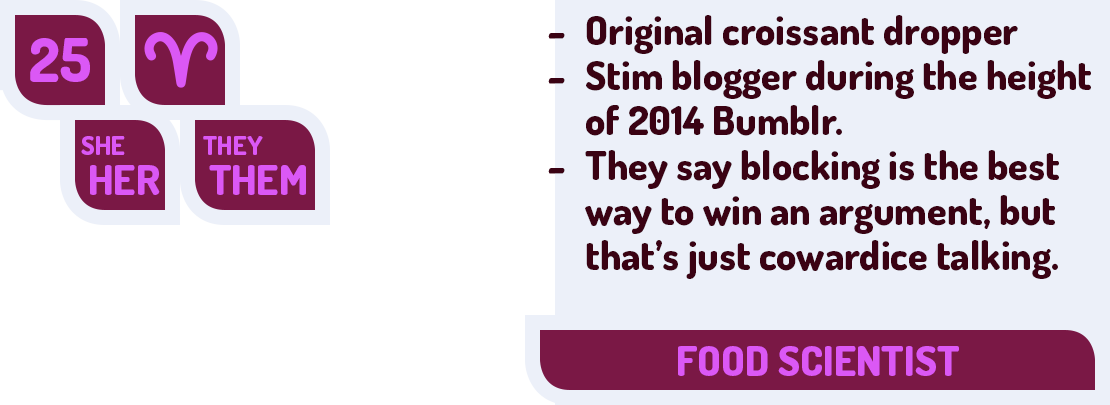 25
♈
SHE
HER
THEY
THEM
- Original croissant dropper
- Stim blogger during the height
of 2014 Bumblr.
- They say blocking is the best
way to win an argument, but
that's just cowardice talking.
FOOD SCIENTIST